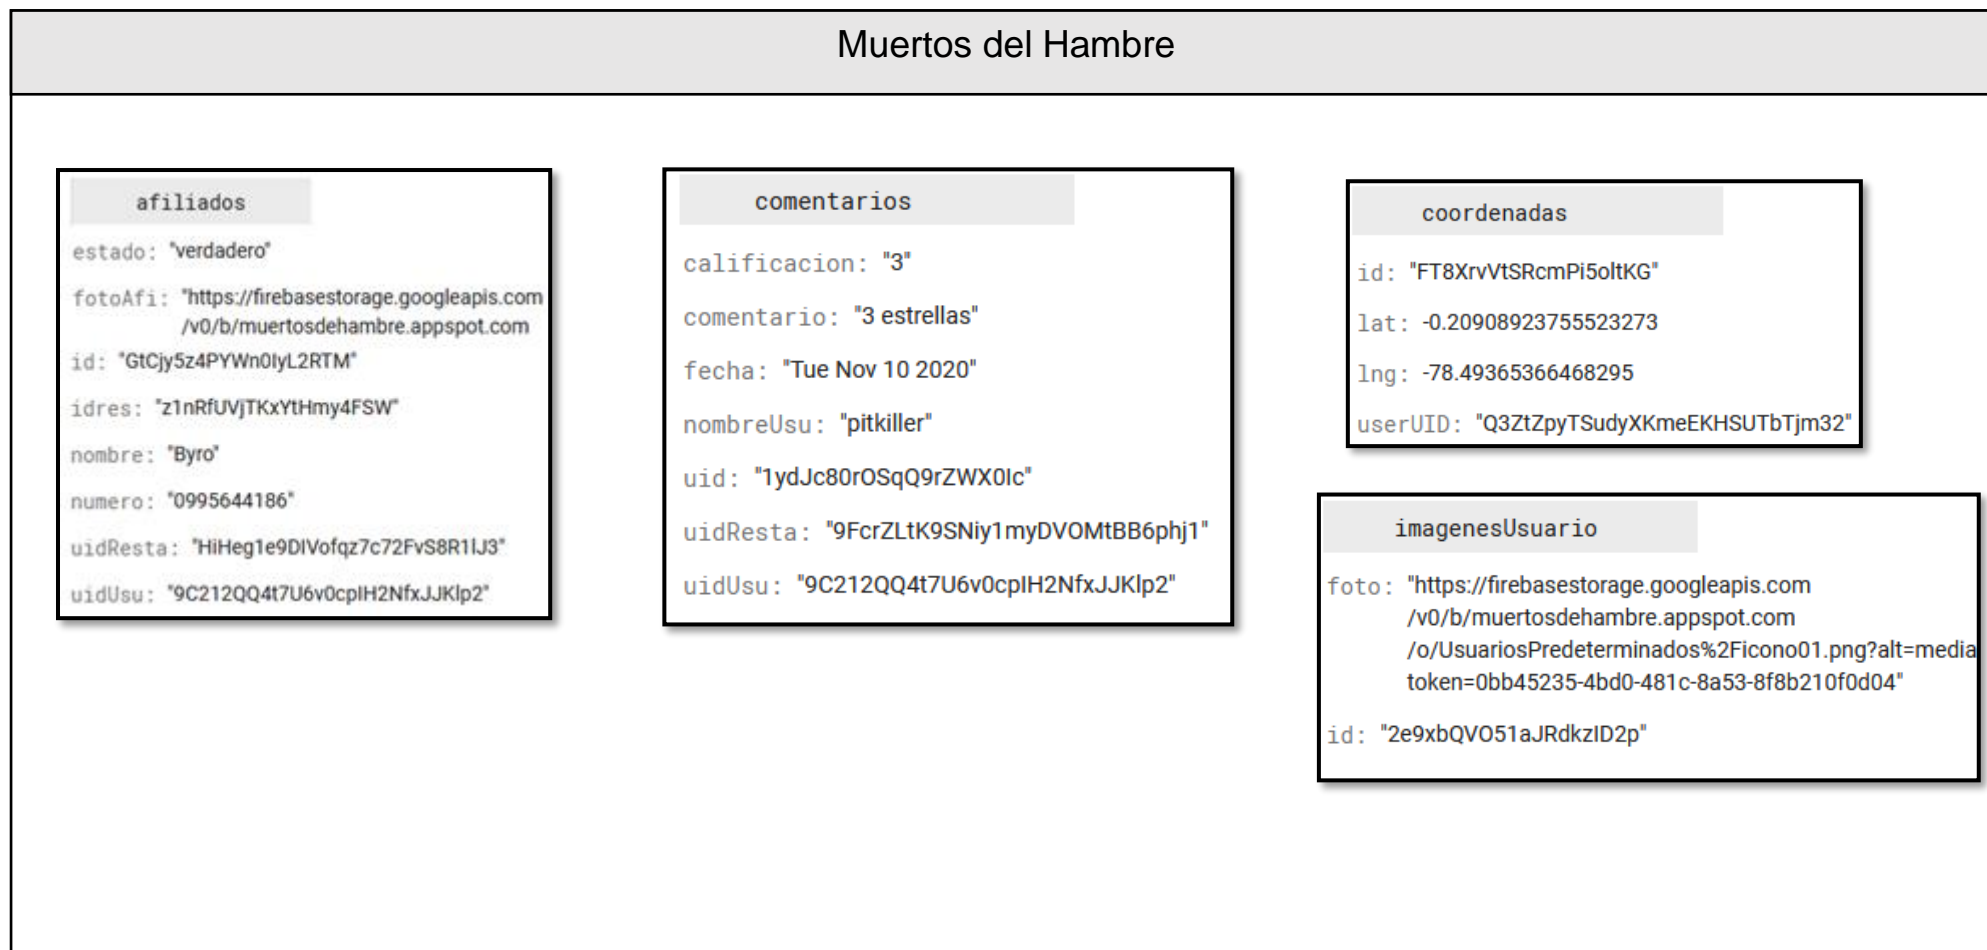 Muertos del Hambre
afiliados
estado: "verdadero"
fotoAfi: "https://firebasestorage.googleapis.com
/v0/b/muertosdehambre.appspot.com
id: "GtCjy5z4PYWn0IyL2RTM"
idres: "z1nRfUVjTKxYtHmy4FSW"
nombre: "Byro"
numero: "0995644186"
uidResta: "HiHeg1e9DIVofqz7c72FvS8R1lJ3"
uidUsu: "9C212QQ4t7U6v0cpIH2NfxJJKlp2"
comentarios
calificacion: "3"
comentario: "3 estrellas"
fecha: "Tue Nov 10 2020"
nombreUsu: "pitkiller"
uid: "1ydJc80rOSqQ9rZWX0Ic"
uidResta: "9FcrZLtK9SNiy1myDVOMtBB6phj1"
uidUsu: "9C212QQ4t7U6v0cpIH2NfxJJKlp2"
coordenadas
id: "FT8XrvVtSRcmPi5oltKG"
lat: -0.20908923755523273
lng: -78.49365366468295
userUID: "Q3ZtZpyTSudyXKmeEKHSUTbTjm32"
imagenesUsuario
foto: "https://firebasestorage.googleapis.com
/v0/b/muertosdehambre.appspot.com
/o/UsuariosPredeterminados%2Ficono01.png?alt=media
token=0bb45235-4bd0-481c-8a53-8f8b210f0d04"
id: "2e9xbQVO51aJRdkzID2p"